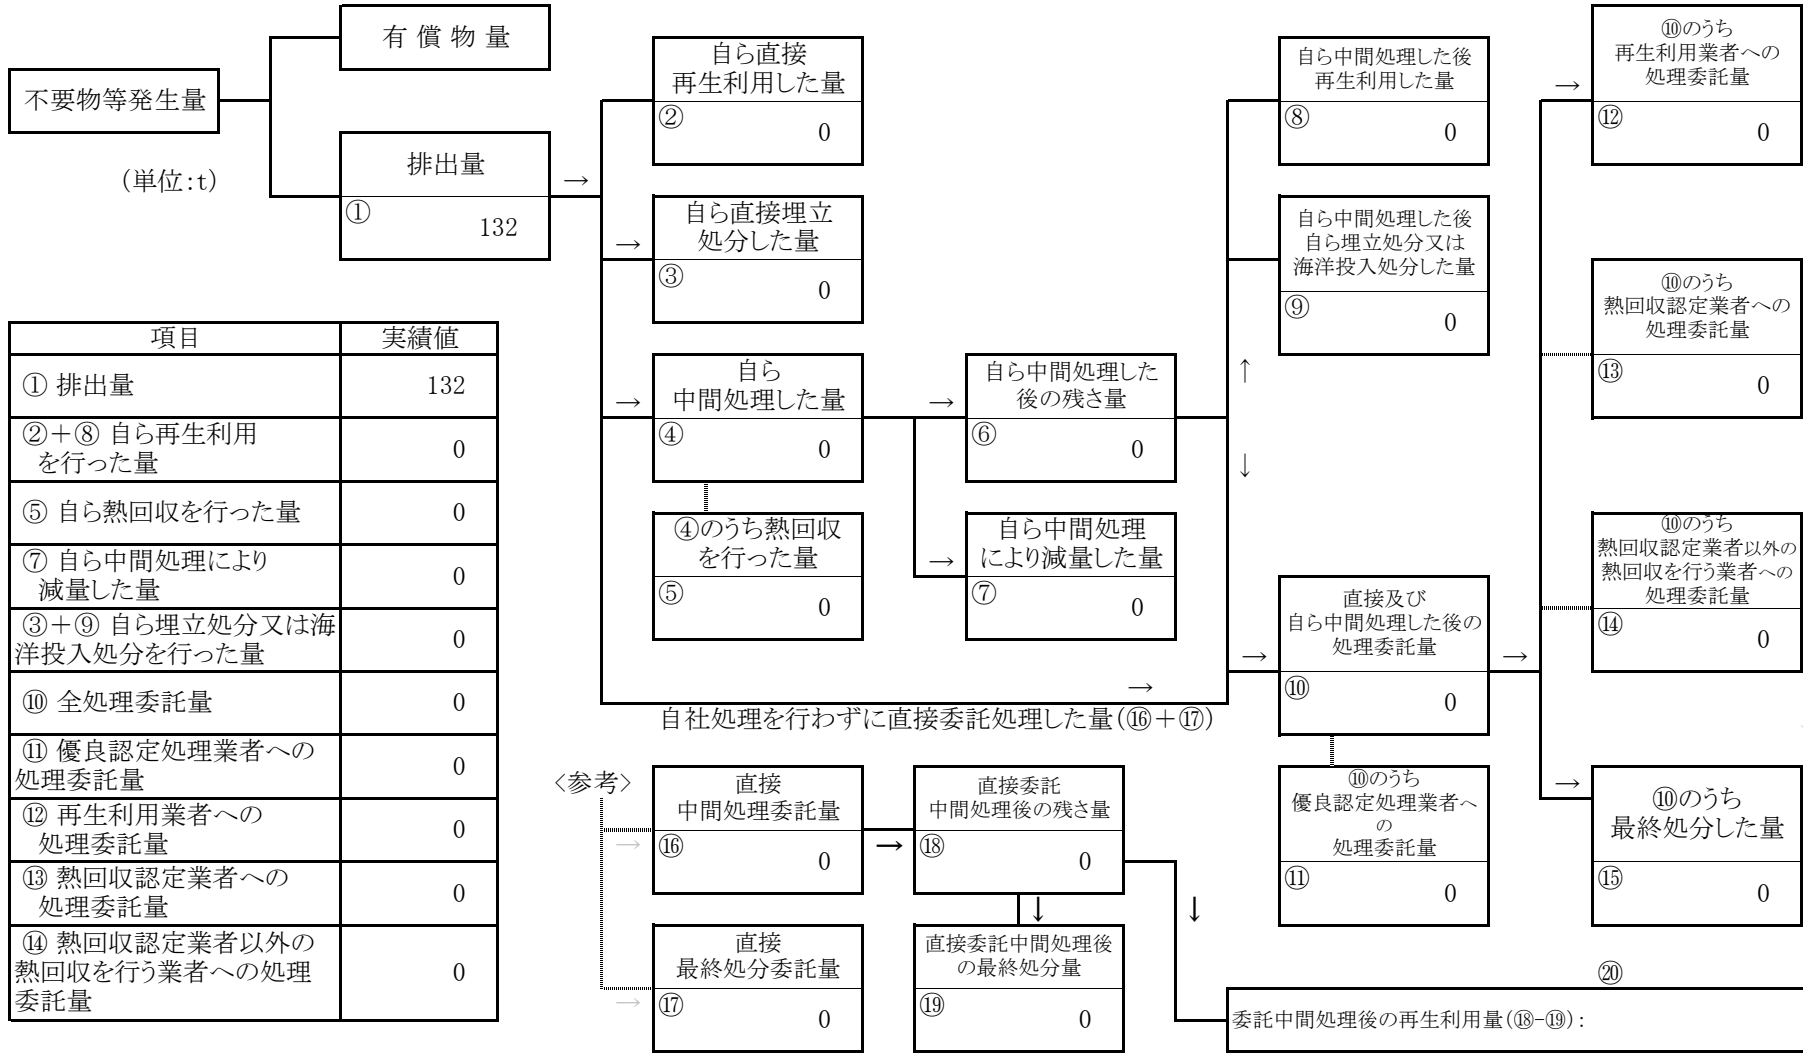 不要物等発生量
(単位:t)
有 償 物 量
排出量
①
132
→
自ら直接
再生利用した量
②
0
→
自ら直接埋立
処分した量
③
0
→
自ら
中間処理した量
④
0
④のうち熱回収
を行った量
⑤
0
→
自ら中間処理した
後の残さ量
⑥
0
→
自ら中間処理
により減量した量
⑦
0
→
自社処理を行わずに直接委託処理した量(⑯+⑰)
↑
↓
自ら中間処理した後
再生利用した量
⑧
0
自ら中間処理した後
自ら埋立処分又は
海洋投入処分した量
⑨
0
→
直接及び
自ら中間処理した後の
処理委託量
⑩
0
⑩のうち
優良認定処理業者へ
の
処理委託量
⑪
0
→
→
⑩のうち
再生利用業者への
処理委託量
⑫
0
⑩のうち
熱回収認定業者への
処理委託量
⑬
0
⑩のうち
熱回収認定業者以外の
熱回収を行う業者への
処理委託量
⑭
0
→
⑩のうち
最終処分した量
⑮
0
項目 実績値
① 排出量 132
②+⑧ 自ら再生利用
を行った量
0
⑤ 自ら熱回収を行った量 0
⑦ 自ら中間処理により
減量した量
0
③+⑨ 自ら埋立処分又は海
洋投入処分を行った量
0
⑩ 全処理委託量 0
⑪ 優良認定処理業者への
処理委託量
0
⑫ 再生利用業者への
処理委託量
0
⑬ 熱回収認定業者への
処理委託量
0
⑭ 熱回収認定業者以外の
熱回収を行う業者への処理
委託量
0
<参考>
→
直接
中間処理委託量
⑯
0
→
直接委託
中間処理後の残さ量
⑱
0
↓
↓
→
直接
最終処分委託量
⑰
0
直接委託中間処理後
の最終処分量
⑲
0
⑳
委託中間処理後の再生利用量(⑱-⑲):